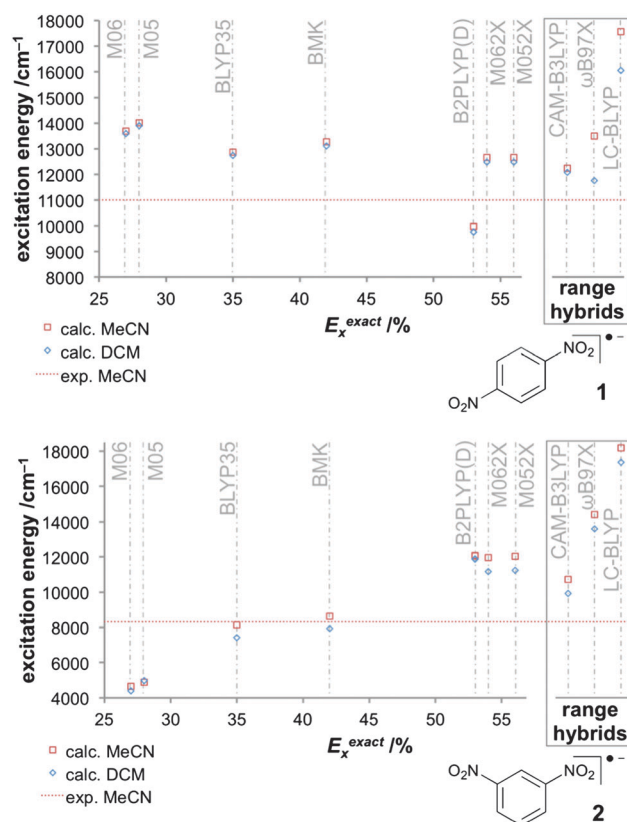 excitation energy /cm⁻¹
18000
17000
16000
15000
14000
13000
12000
11000
10000
9000
8000
M06
M05
BLYP35
BMK
B2PLYP(D)
M062X
M052X
CAM-B3LYP
ωB97X
LC-BLYP
25 30 35 40 45 50 55
Eₓᵉˣᵃᶜᵗ /%
range
hybrids
calc. MeCN
calc. DCM
exp. MeCN
NO₂
O₂N
● −
1
excitation energy /cm⁻¹
18000
16000
14000
12000
10000
8000
6000
4000
M06
M05
BLYP35
BMK
B2PLYP(D)
M062X
M052X
CAM-B3LYP
ωB97X
LC-BLYP
25 30 35 40 45 50 55
Eₓᵉˣᵃᶜᵗ /%
range
hybrids
calc. MeCN
calc. DCM
exp. MeCN
O₂N NO₂
● −
2